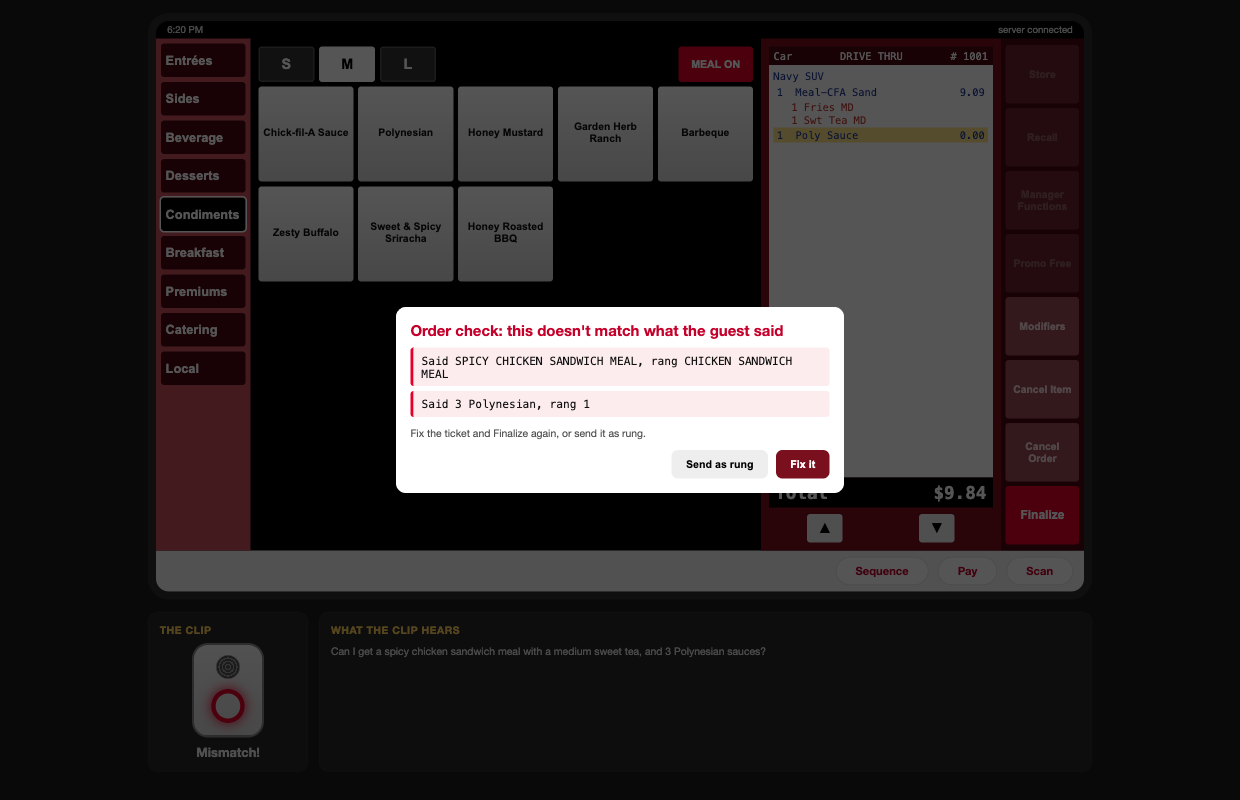 6:20 PM
server connected
Entrées
Sides
Beverage
Desserts
Condiments
Breakfast
Premiums
Catering
Local
S
M
L
MEAL ON
Chick-fil-A Sauce
Polynesian
Honey Mustard
Garden Herb
Ranch
Barbeque
Zesty Buffalo
Sweet & Spicy
Sriracha
Honey Roasted
BBQ
Car DRIVE THRU # 1001
Navy SUV
1 Meal-CFA Sand 9.09
1 Fries MD
1 Swt Tea MD
1 Poly Sauce 0.00
Total $9.84
▲ ▼
Store
Recall
Manager
Functions
Promo Free
Modifiers
Cancel Item
Cancel
Order
Finalize
Order check: this doesn't match what the guest said
Said SPICY CHICKEN SANDWICH MEAL, rang CHICKEN SANDWICH
MEAL
Said 3 Polynesian, rang 1
Fix the ticket and Finalize again, or send it as rung.
Send as rung
Fix it
Sequence
Pay
Scan
THE CLIP
Mismatch!
WHAT THE CLIP HEARS
Can I get a spicy chicken sandwich meal with a medium sweet tea, and 3 Polynesian sauces?